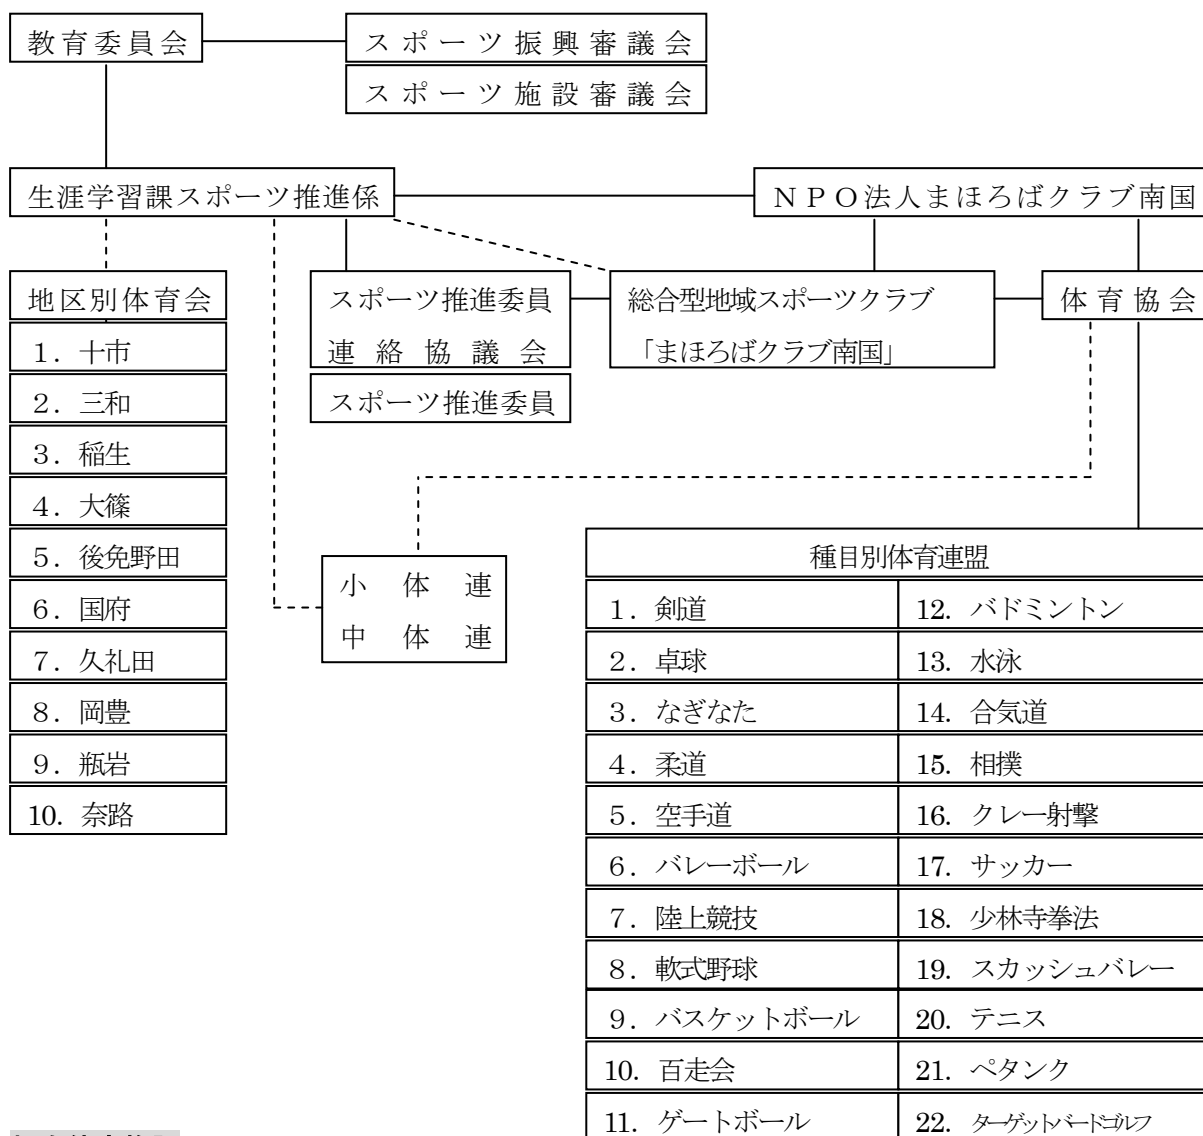 教育委員会
スポーツ振興審議会
スポーツ施設審議会
生涯学習課スポーツ推進係
ＮＰＯ法人まほろばクラブ南国
地区別体育会
１．十市
２．三和
３．稲生
４．大篠
５．後免野田
６．国府
７．久礼田
８．岡豊
９．瓶岩
10．奈路
スポーツ推進委員
連絡協議会
スポーツ推進委員
総合型地域スポーツクラブ
「まほろばクラブ南国」
体育協会
小体連
中体連
種目別体育連盟
１．剣道
12．バドミントン
２．卓球
13．水泳
３．なぎなた
14．合気道
４．柔道
15．相撲
５．空手道
16．クレー射撃
６．バレーボール
17．サッカー
７．陸上競技
18．少林寺拳法
８．軟式野球
19．スカッシュバレー
９．バスケットボール
20．テニス
10．百走会
21．ペタンク
11．ゲートボール
22．ターゲットバードゴルフ